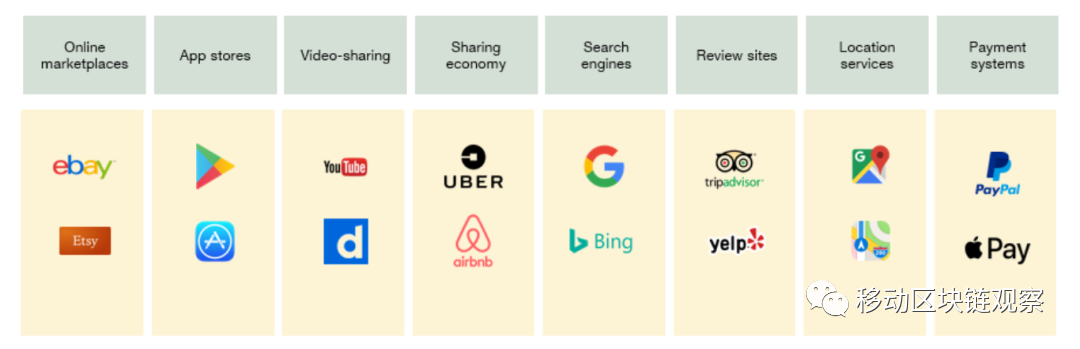 Online
marketplaces
App stores
Video-sharing
Sharing
economy
Search
engines
Review sites
Location
services
Payment
systems
ebay
Etsy
YouTube
UBER
airbnb
G
Bing
tripadvisor
yelp
G
280
PayPal
Pay
d
移动区块链观察